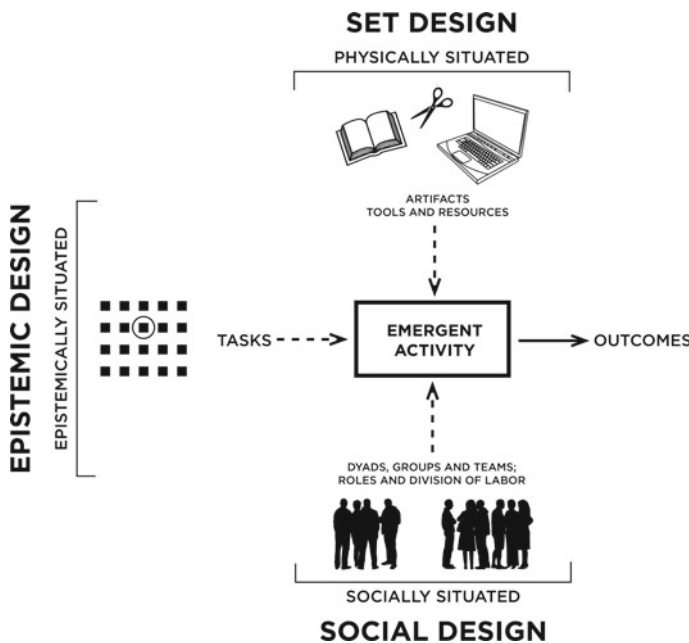 SET DESIGN
PHYSICALLY SITUATED
ARTIFACTS
TOOLS AND RESOURCES
EPISTEMIC DESIGN
EPISTEMICALLY SITUATED
TASKS
EMERGENT
ACTIVITY
OUTCOMES
DYADS, GROUPS AND TEAMS;
ROLES AND DIVISION OF LABOR
SOCIALLY SITUATED
SOCIAL DESIGN